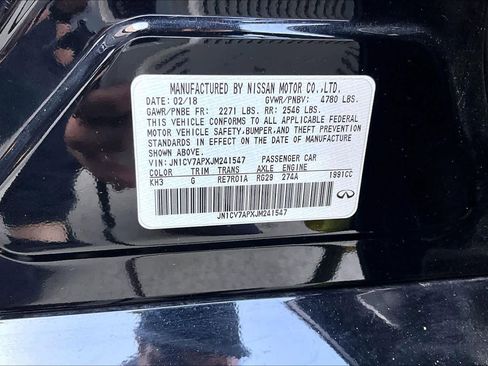 MANUFACTURED BY NISSAN MOTOR CO.,LTD.
DATE: 02/18 GVWR/PNBV: 4780 LBS.
GAWR/PNBE FR: 2271 LBS. RR: 2546 LBS.
THIS VEHICLE CONFORMS TO ALL APPLICABLE FEDERAL
MOTOR VEHICLE SAFETY,BUMPER,AND THEFT PREVENTION
STANDARDS IN EFFECT ON THE DATE OF MANUFACTURE
SHOWN ABOVE.
VIN: JN1CV7APXJM241547 PASSENGER CAR
COLOR TRIM TRANS AXLE ENGINE
KH3 G RE7R01A RG29 274A 1991CC
JN1CV7APXJM241547